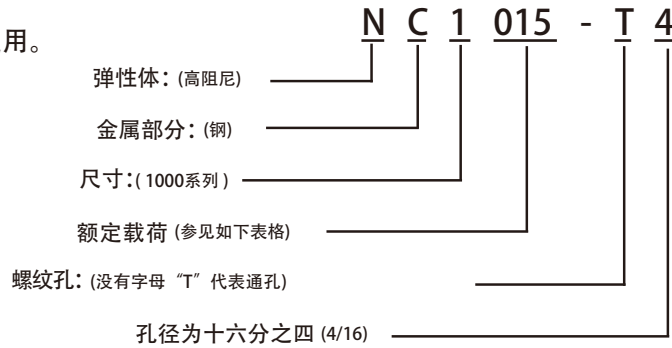 N C 1 015 - T 4
用。
弹性体：(高阻尼)
金属部分：(钢)
尺寸：( 1000系列 )
额定载荷 (参见如下表格)
螺纹孔：(没有字母“T”代表通孔)
孔径为十六分之四 (4/16)